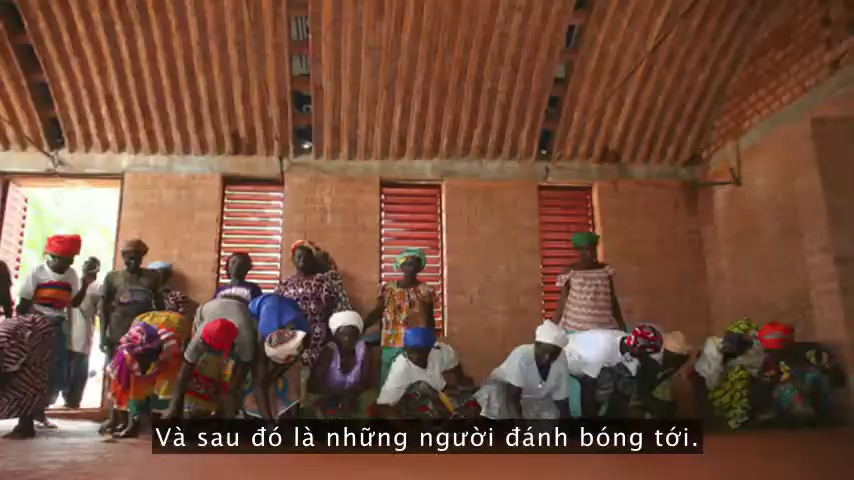 Và sau đó là những người đánh bóng tới.